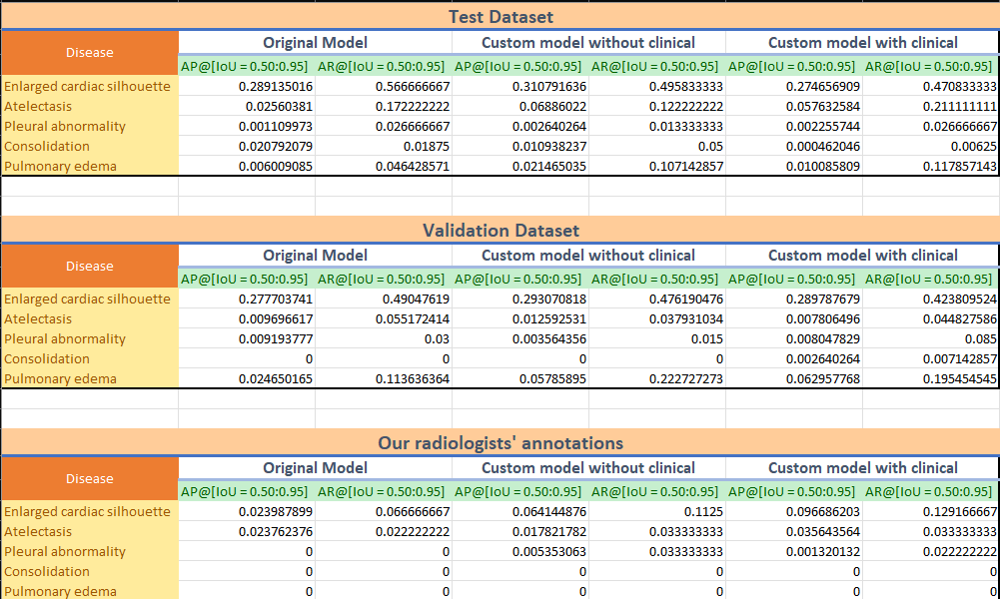 Test Dataset
Disease Original Model Custom model without clinical Custom model with clinical
AP@[IoU = 0.50:0.95] AR@[IoU = 0.50:0.95] AP@[IoU = 0.50:0.95] AR@[IoU = 0.50:0.95] AP@[IoU = 0.50:0.95] AR@[IoU = 0.50:0.95]
Enlarged cardiac silhouette 0.289135016 0.566666667 0.310791636 0.495833333 0.274656909 0.470833333
Atelectasis 0.02560381 0.172222222 0.06886022 0.122222222 0.057632584 0.211111111
Pleural abnormality 0.001109973 0.026666667 0.002640264 0.013333333 0.002255744 0.026666667
Consolidation 0.020792079 0.01875 0.010938237 0.05 0.000462046 0.00625
Pulmonary edema 0.006009085 0.046428571 0.021465035 0.107142857 0.010085809 0.117857143
Validation Dataset
Disease Original Model Custom model without clinical Custom model with clinical
AP@[IoU = 0.50:0.95] AR@[IoU = 0.50:0.95] AP@[IoU = 0.50:0.95] AR@[IoU = 0.50:0.95] AP@[IoU = 0.50:0.95] AR@[IoU = 0.50:0.95]
Enlarged cardiac silhouette 0.277703741 0.49047619 0.293070818 0.476190476 0.289787679 0.423809524
Atelectasis 0.009696617 0.055172414 0.012592531 0.037931034 0.007806496 0.044827586
Pleural abnormality 0.009193777 0.03 0.003564356 0.015 0.008047829 0.085
Consolidation 0 0 0 0 0.002640264 0.007142857
Pulmonary edema 0.024650165 0.113636364 0.05785895 0.222727273 0.062957768 0.195454545
Our radiologists' annotations
Disease Original Model Custom model without clinical Custom model with clinical
AP@[IoU = 0.50:0.95] AR@[IoU = 0.50:0.95] AP@[IoU = 0.50:0.95] AR@[IoU = 0.50:0.95] AP@[IoU = 0.50:0.95] AR@[IoU = 0.50:0.95]
Enlarged cardiac silhouette 0.023987899 0.066666667 0.064144876 0.1125 0.096686203 0.129166667
Atelectasis 0.023762376 0.022222222 0.017821782 0.033333333 0.035643564 0.033333333
Pleural abnormality 0 0 0.005353063 0.033333333 0.001320132 0.022222222
Consolidation 0 0 0 0 0 0
Pulmonary edema 0 0 0 0 0 0